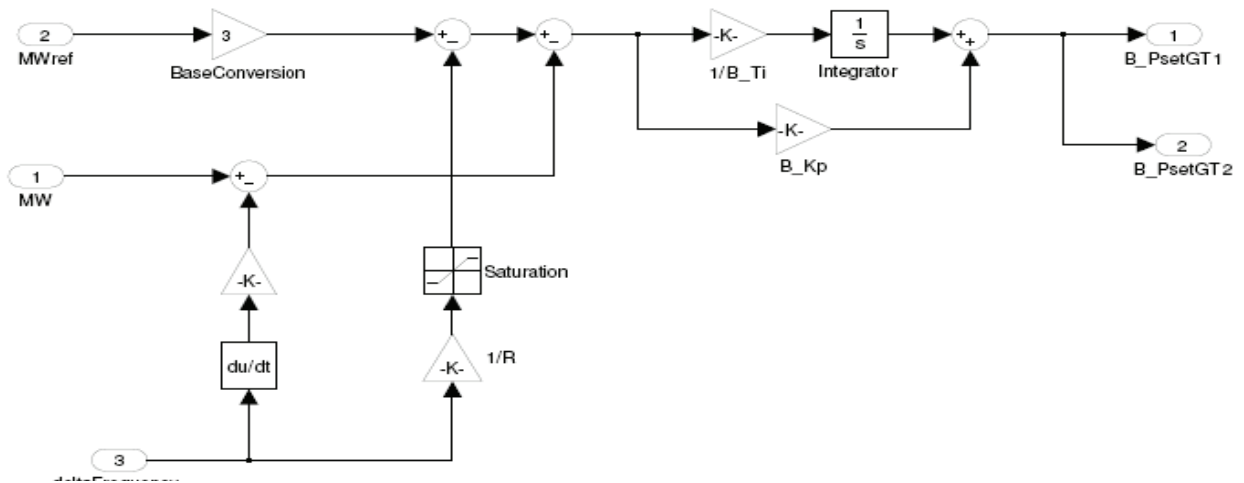 2
MWref
3
BaseConversion
+
-
+
-
-K-
1/B_Ti
1
s
Integrator
+
+
1
B_PsetGT1
-K-
B_Kp
2
B_PsetGT2
1
MW
+
-
-K-
Saturation
du/dt
-K-
1/R
3